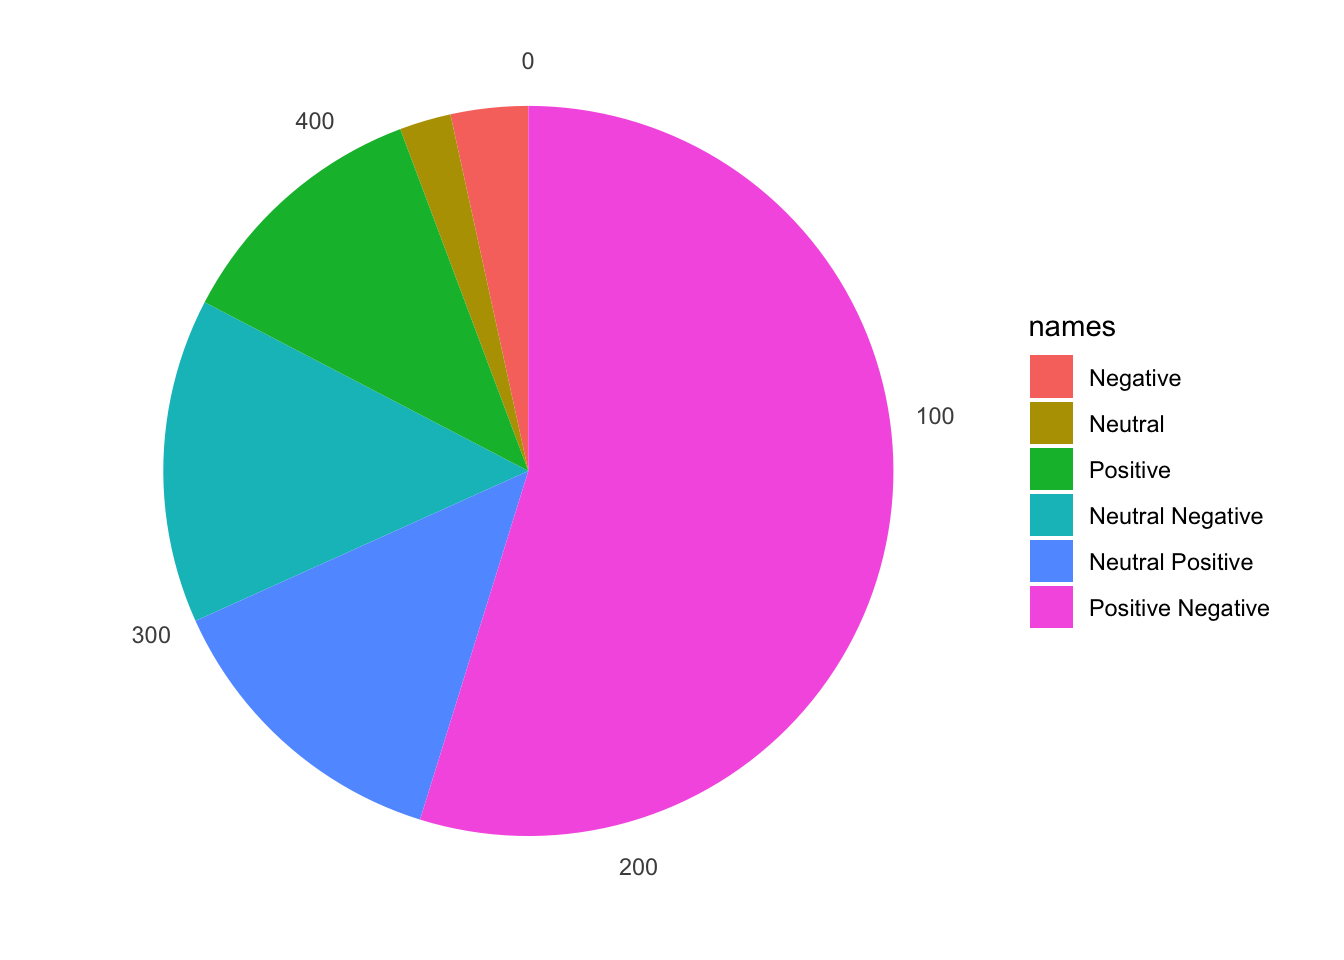 0
400
100
300
200
names
Negative
Neutral
Positive
Neutral Negative
Neutral Positive
Positive Negative